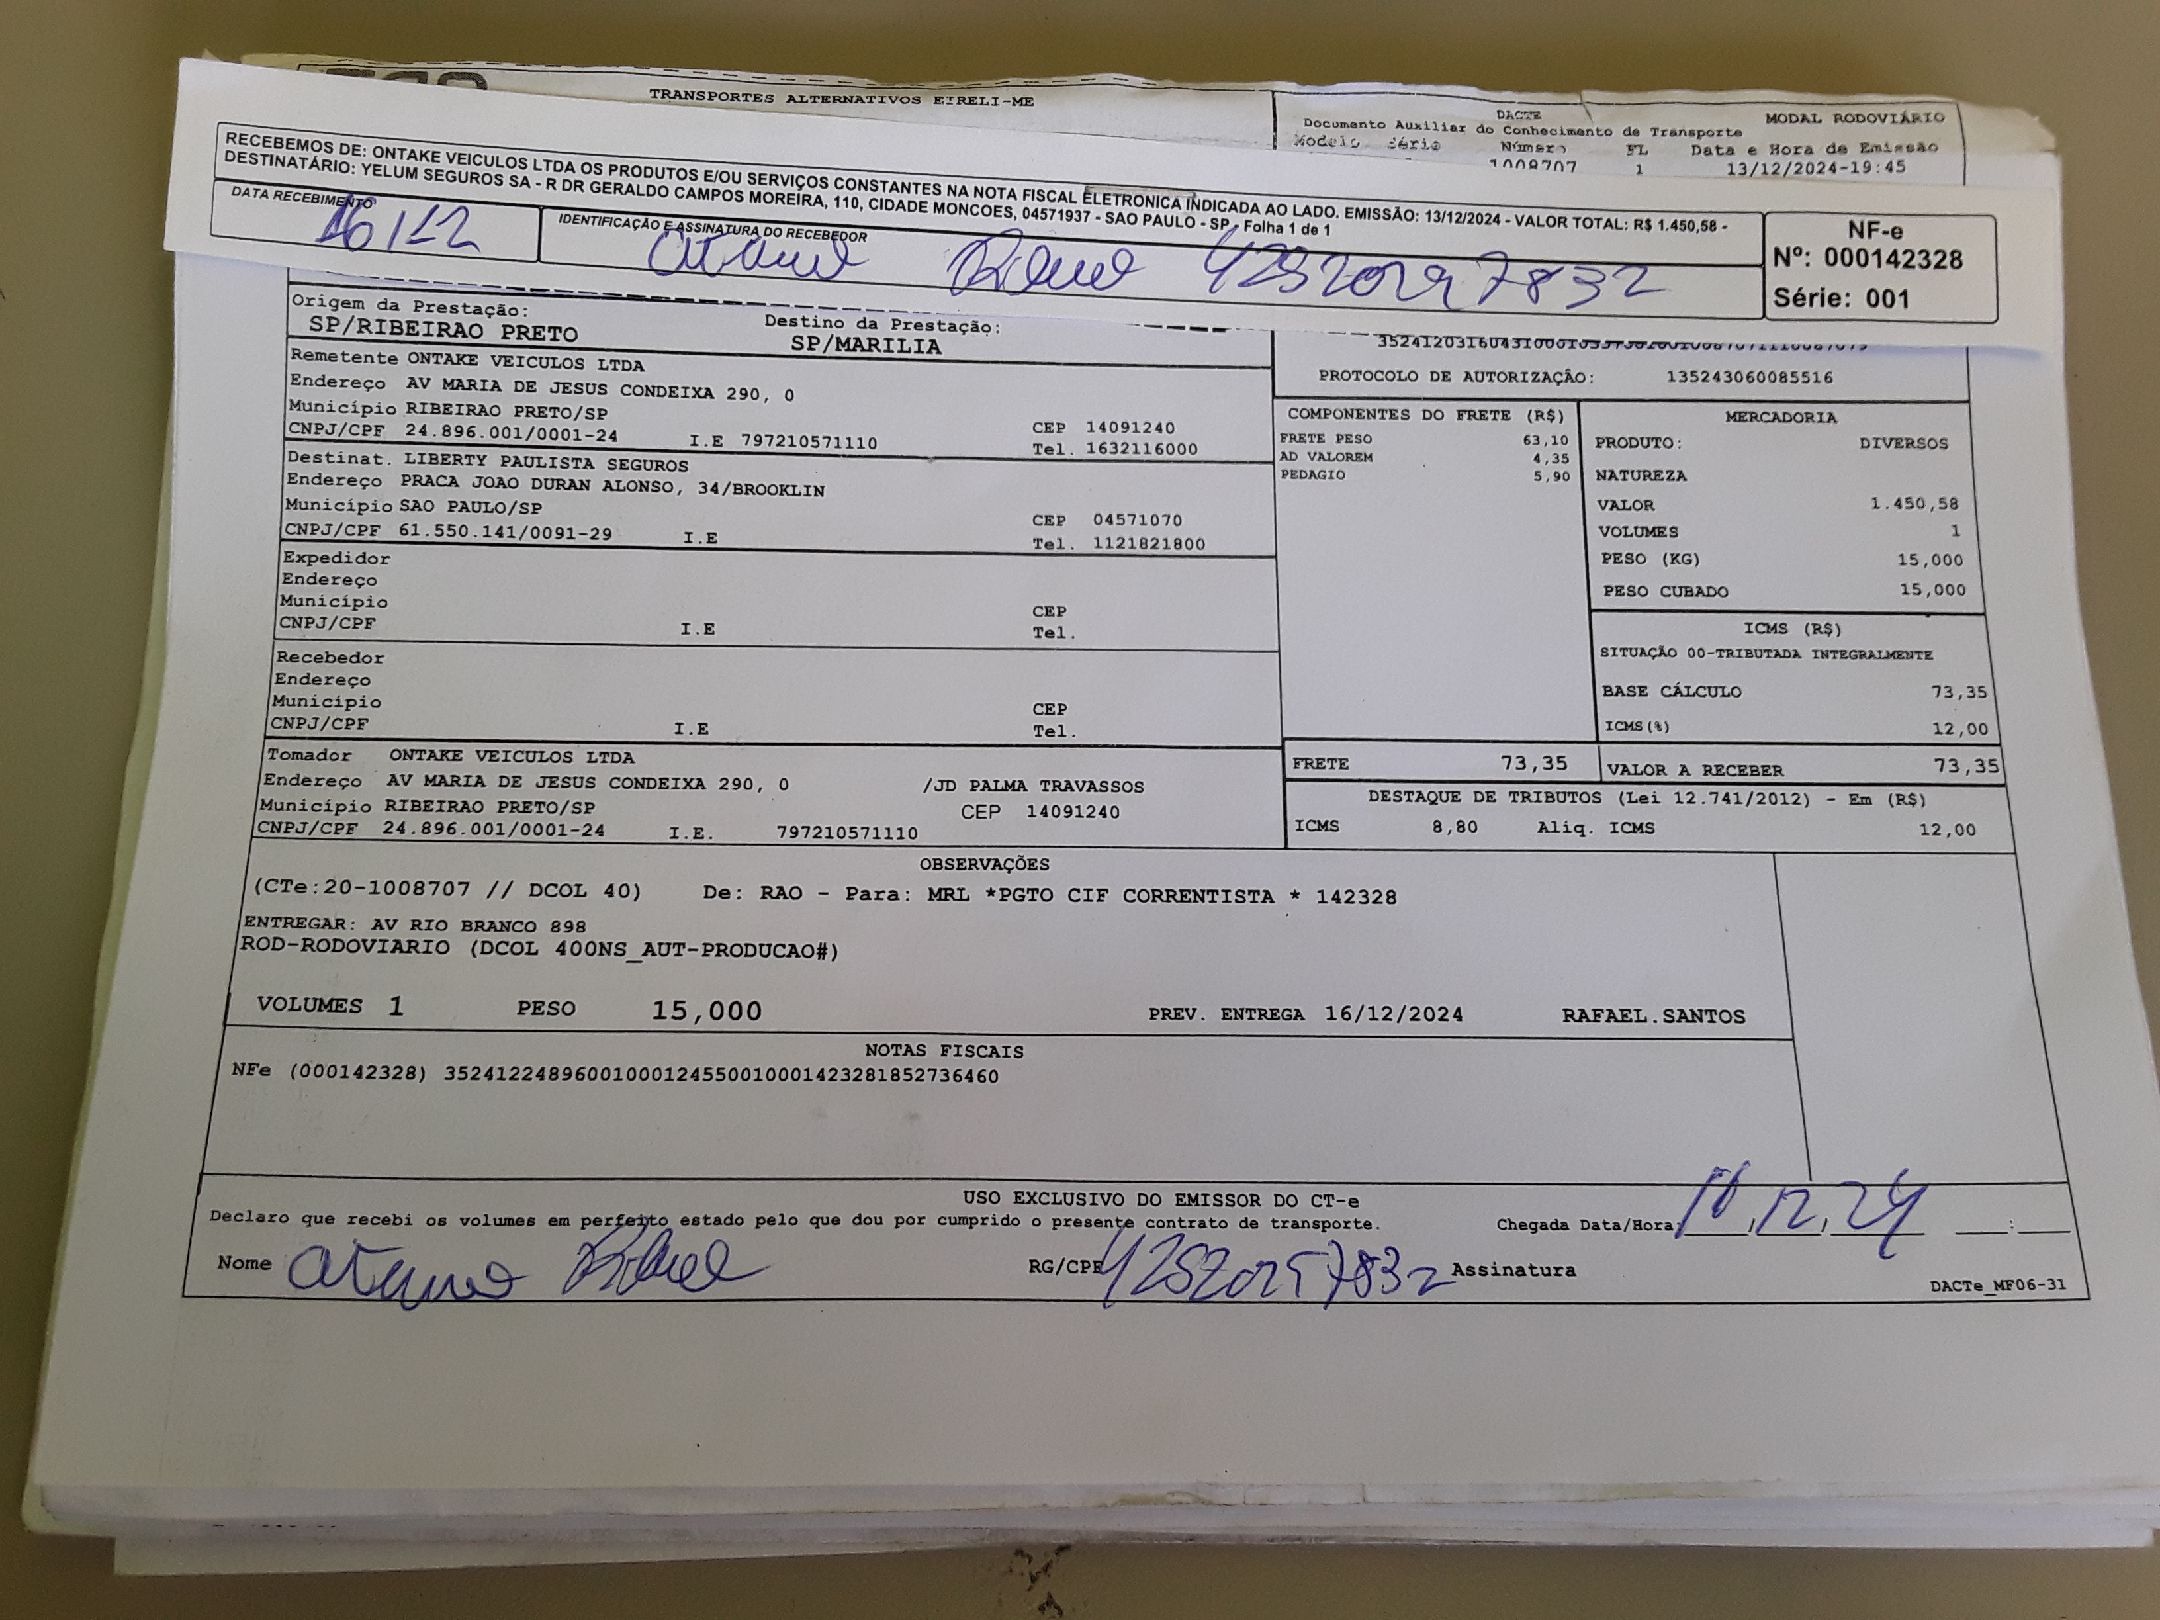 TRANSPORTES ALTERNATIVOS EIRELI-ME
DACTE
MODAL RODOVIÁRIO
Documento Auxiliar do Conhecimento de Transporte
Modelo Série Número FL Data e Hora de Emissão
1008707 1 13/12/2024-19:45
RECEBEMOS DE: ONTAKE VEICULOS LTDA OS PRODUTOS E/OU SERVIÇOS CONSTANTES NA NOTA FISCAL ELETRONICA INDICADA AO LADO. EMISSÃO: 13/12/2024 - VALOR TOTAL: R$ 1.450,58 -
DESTINATÁRIO: YELUM SEGUROS SA - R DR GERALDO CAMPOS MOREIRA, 110, CIDADE MONCOES, 04571937 - SAO PAULO - SP - Folha 1 de 1
DATA RECEBIMENTO
16/12
IDENTIFICAÇÃO E ASSINATURA DO RECEBEDOR
NF-e
Nº: 000142328
Série: 001
Origem da Prestação:
SP/RIBEIRAO PRETO
Destino da Prestação:
SP/MARILIA
Remetente ONTAKE VEICULOS LTDA
Endereço AV MARIA DE JESUS CONDEIXA 290, 0
Município RIBEIRAO PRETO/SP CEP 14091240
CNPJ/CPF 24.896.001/0001-24 I.E 797210571110 Tel. 1632116000
Destinat. LIBERTY PAULISTA SEGUROS
Endereço PRACA JOAO DURAN ALONSO, 34/BROOKLIN
Município SAO PAULO/SP CEP 04571070
CNPJ/CPF 61.550.141/0091-29 I.E Tel. 1121821800
Expedidor
Endereço
Município CEP
CNPJ/CPF I.E Tel.
Recebedor
Endereço
Município CEP
CNPJ/CPF I.E Tel.
Tomador ONTAKE VEICULOS LTDA
Endereço AV MARIA DE JESUS CONDEIXA 290, 0 /JD PALMA TRAVASSOS
Município RIBEIRAO PRETO/SP CEP 14091240
CNPJ/CPF 24.896.001/0001-24 I.E. 797210571110
PROTOCOLO DE AUTORIZAÇÃO: 135243060085516
COMPONENTES DO FRETE (R$)
FRETE PESO 63,10
AD VALOREM 4,35
PEDAGIO 5,90
MERCADORIA
PRODUTO: DIVERSOS
NATUREZA
VALOR 1.450,58
VOLUMES 1
PESO (KG) 15,000
PESO CUBADO 15,000
ICMS (R$)
SITUAÇÃO 00-TRIBUTADA INTEGRALMENTE
BASE CÁLCULO 73,35
ICMS(%) 12,00
FRETE 73,35 VALOR A RECEBER 73,35
DESTAQUE DE TRIBUTOS (Lei 12.741/2012) - Em (R$)
ICMS 8,80 Aliq. ICMS 12,00
OBSERVAÇÕES
(CTe:20-1008707 // DCOL 40) De: RAO - Para: MRL *PGTO CIF CORRENTISTA * 142328
ENTREGAR: AV RIO BRANCO 898
ROD-RODOVIARIO (DCOL 400NS_AUT-PRODUCAO#)
VOLUMES 1 PESO 15,000 PREV. ENTREGA 16/12/2024 RAFAEL.SANTOS
NOTAS FISCAIS
NFe (000142328) 35241224896001000124550010001423281852736460
USO EXCLUSIVO DO EMISSOR DO CT-e
Declaro que recebi os volumes em perfeito estado pelo que dou por cumprido o presente contrato de transporte. Chegada Data/Hora: 16/12/24 __:__
Nome RG/CPF Assinatura
DACTe_MF06-31